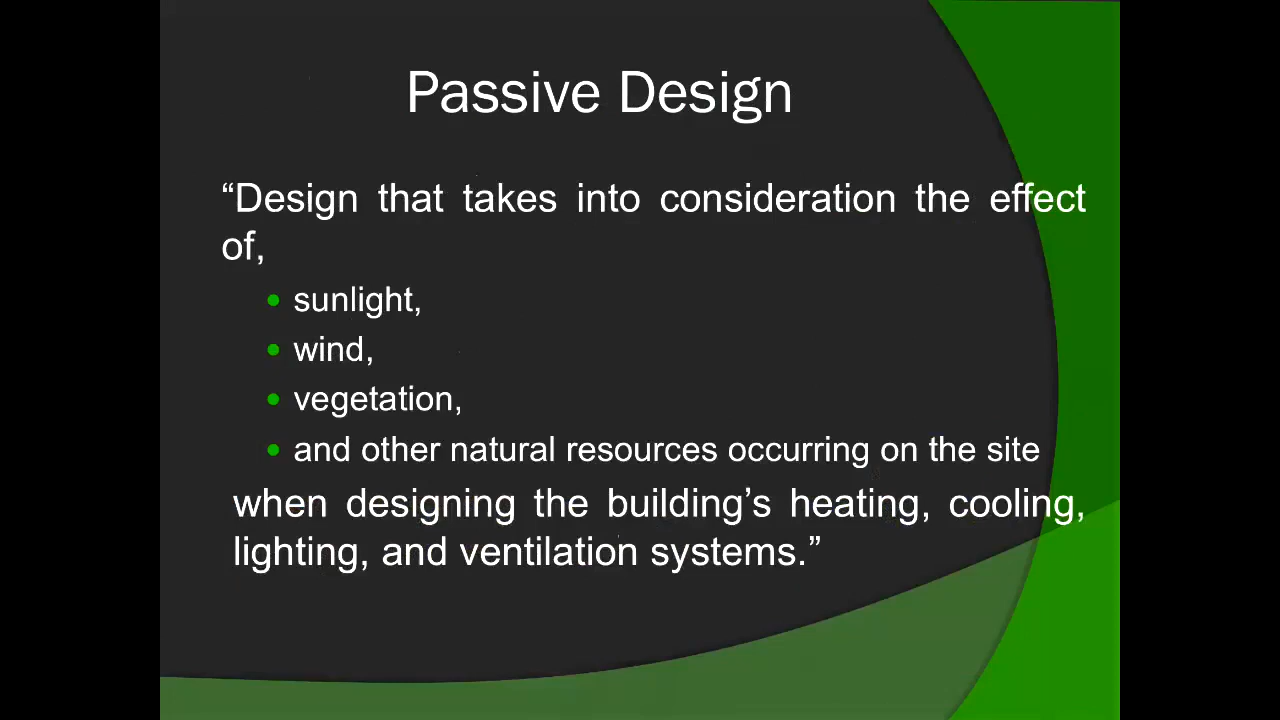 Passive Design
“Design that takes into consideration the effect
of,
sunlight,
wind,
vegetation,
and other natural resources occurring on the site
when designing the building’s heating, cooling,
lighting, and ventilation systems.”